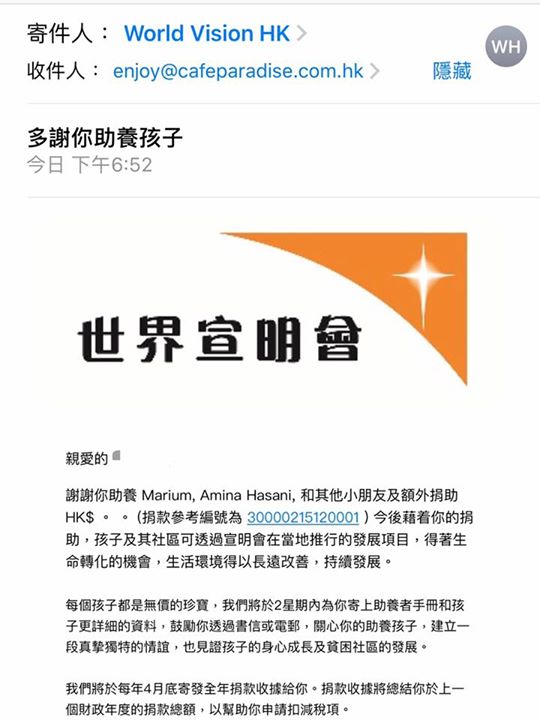 寄件人： World Vision HK
WH
收件人： enjoy@cafeparadise.com.hk
隱藏
多謝你助養孩子
今日 下午6:52
世界宣明會
親愛的
謝謝你助養 Marium, Amina Hasani, 和其他小朋友及額外捐助
HK$ 。 。 (捐款參考編號為 30000215120001 ) 今後藉着你的捐
助，孩子及其社區可透過宣明會在當地推行的發展項目，得著生
命轉化的機會，生活環境得以長遠改善，持續發展。
每個孩子都是無價的珍寶，我們將於2星期內為你寄上助養者手冊和孩
子更詳細的資料，鼓勵你透過書信或電郵，關心你的助養孩子，建立一
段真摯獨特的情誼，也見證孩子的身心成長及貧困社區的發展。
我們將於每年4月底寄發全年捐款收據給你。捐款收據將總結你於上一
個財政年度的捐款總額，以幫助你申請扣減稅項。